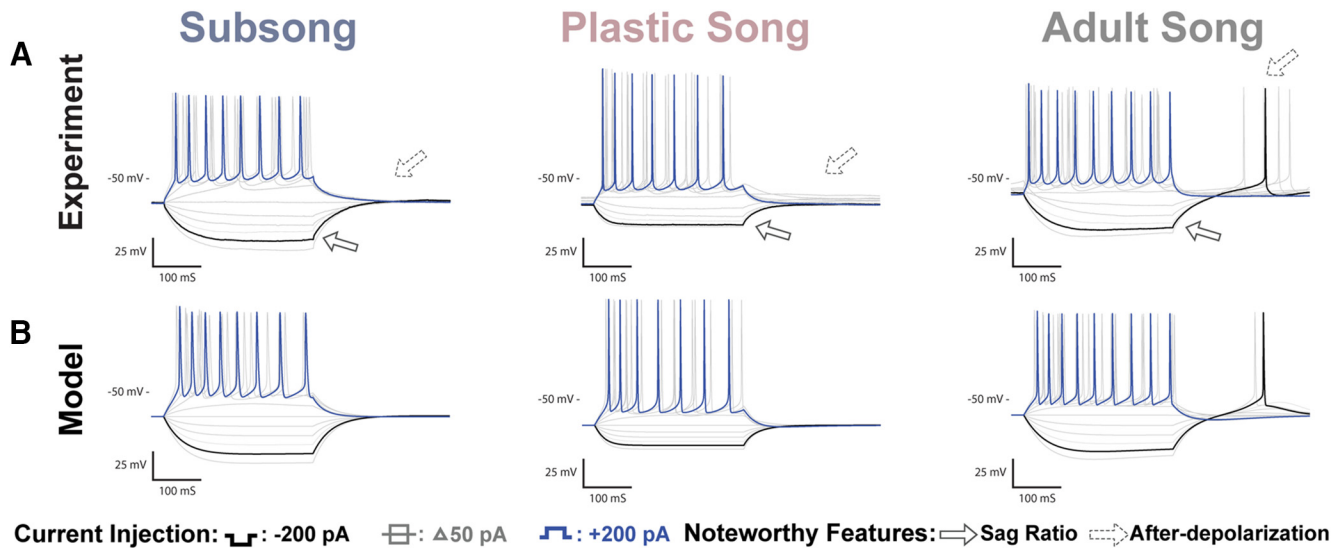 Subsong Plastic Song Adult Song
A
Experiment
-50 mV - -50 mV - -50 mV -
25 mV 25 mV 25 mV
100 mS 100 mS 100 mS
B
Model
-50 mV - -50 mV - -50 mV -
25 mV 25 mV 25 mV
100 mS 100 mS 100 mS
Current Injection: : -200 pA : Δ50 pA : +200 pA Noteworthy Features: Sag Ratio After-depolarization